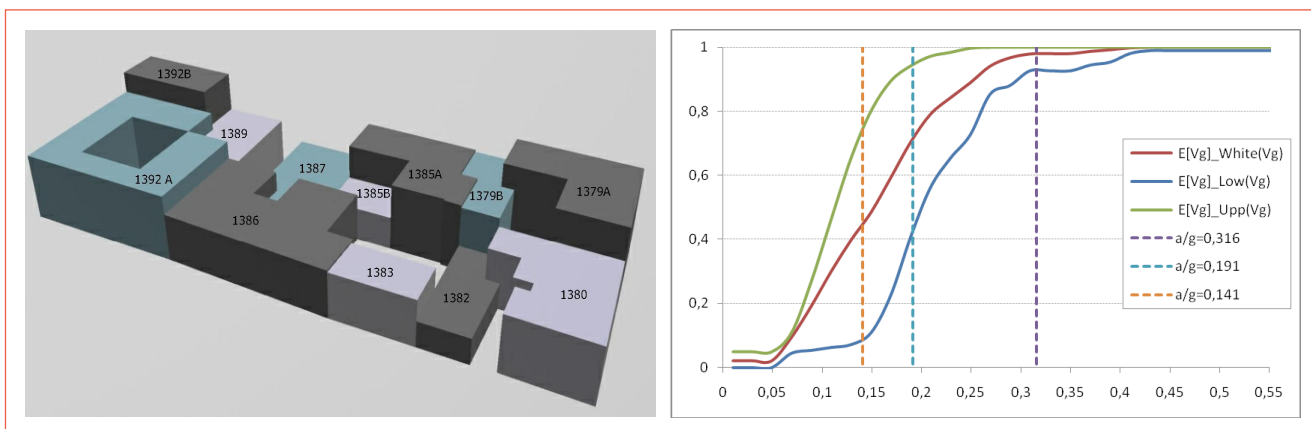 1392B
1389
1392 A
1387
1385A
1385B
1379B
1379A
1386
1383
1382
1380
1
0,8
0,6
0,4
0,2
0
0 0,05 0,1 0,15 0,2 0,25 0,3 0,35 0,4 0,45 0,5 0,55
E[Vg]_White(Vg)
E[Vg]_Low(Vg)
E[Vg]_Upp(Vg)
a/g=0,316
a/g=0,191
a/g=0,141